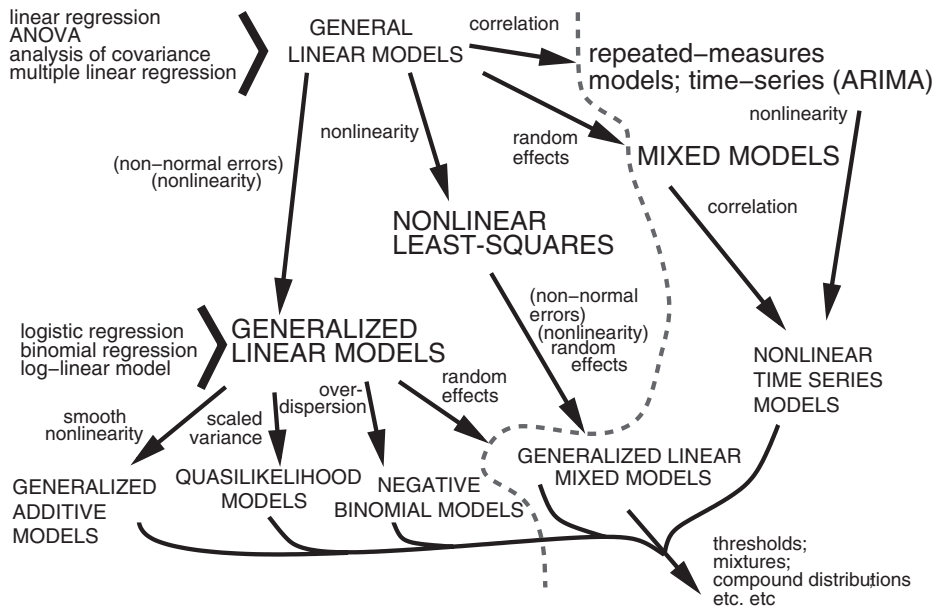 linear regression
ANOVA
analysis of covariance
multiple linear regression
GENERAL
LINEAR MODELS
correlation
repeated−measures
models; time−series (ARIMA)
nonlinearity
nonlinearity
random
effects
MIXED MODELS
(non−normal errors)
(nonlinearity)
correlation
NONLINEAR
LEAST-SQUARES
(non−normal
errors)
(nonlinearity)
random
effects
logistic regression
binomial regression
log−linear model
GENERALIZED
LINEAR MODELS
NONLINEAR
TIME SERIES
MODELS
smooth
nonlinearity
scaled
variance
over-
dispersion
random
effects
GENERALIZED
ADDITIVE
MODELS
QUASILIKELIHOOD
MODELS
NEGATIVE
BINOMIAL MODELS
GENERALIZED LINEAR
MIXED MODELS
thresholds;
mixtures;
compound distributions;
etc. etc